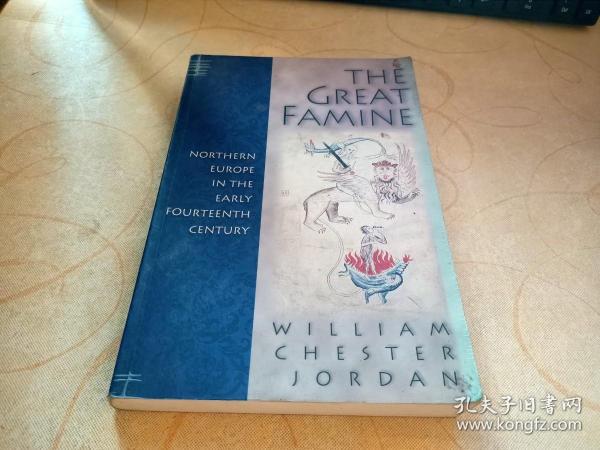 THE
GREAT
FAMINE
NORTHERN
EUROPE
IN THE
EARLY
FOURTEENTH
CENTURY
WILLIAM
CHESTER
JORDAN
孔夫子旧书网
www.kongfz.com